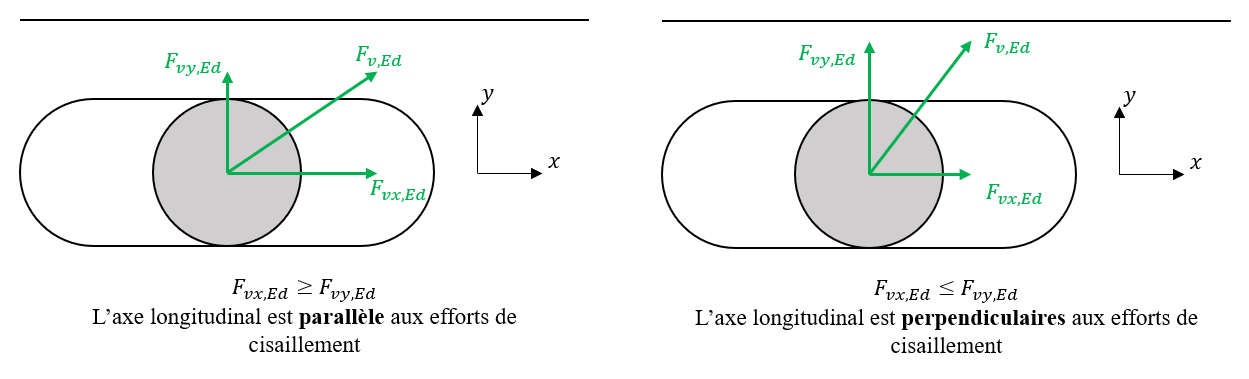 F_{vy,Ed}
F_{v,Ed}
y
x
F_{vx,Ed}
F_{vx,Ed} ≥ F_{vy,Ed}
L’axe longitudinal est parallèle aux efforts de
cisaillement
F_{vy,Ed}
F_{v,Ed}
y
x
F_{vx,Ed}
F_{vx,Ed} ≤ F_{vy,Ed}
L’axe longitudinal est perpendiculaires aux efforts de
cisaillement